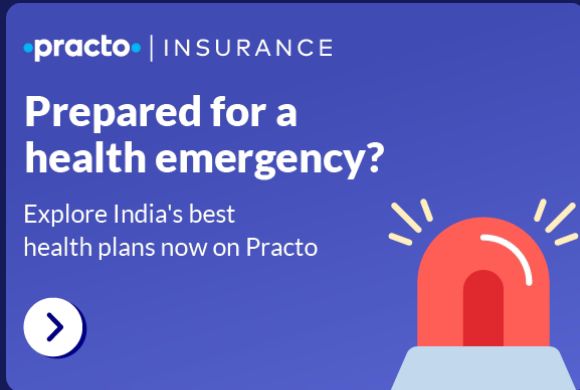 practo | INSURANCE
Prepared for a
health emergency?
Explore India's best
health plans now on Practo